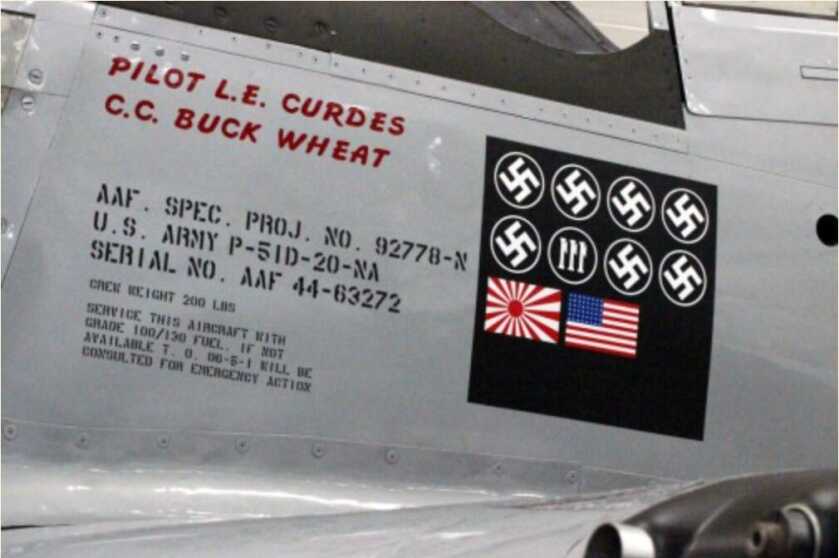 PILOT L.E. CURDES
C.C. BUCK WHEAT
AAF. SPEC. PROJ. NO. 92778-N
U.S. ARMY P-51D-20-NA
SERIAL NO. AAF 44-63272
CREW WEIGHT 200 LBS
SERVICE THIS AIRCRAFT WITH
GRADE 100/130 FUEL. IF NOT
AVAILABLE T. O. 06-5-1 WILL BE
CONSULTED FOR EMERGENCY ACTION